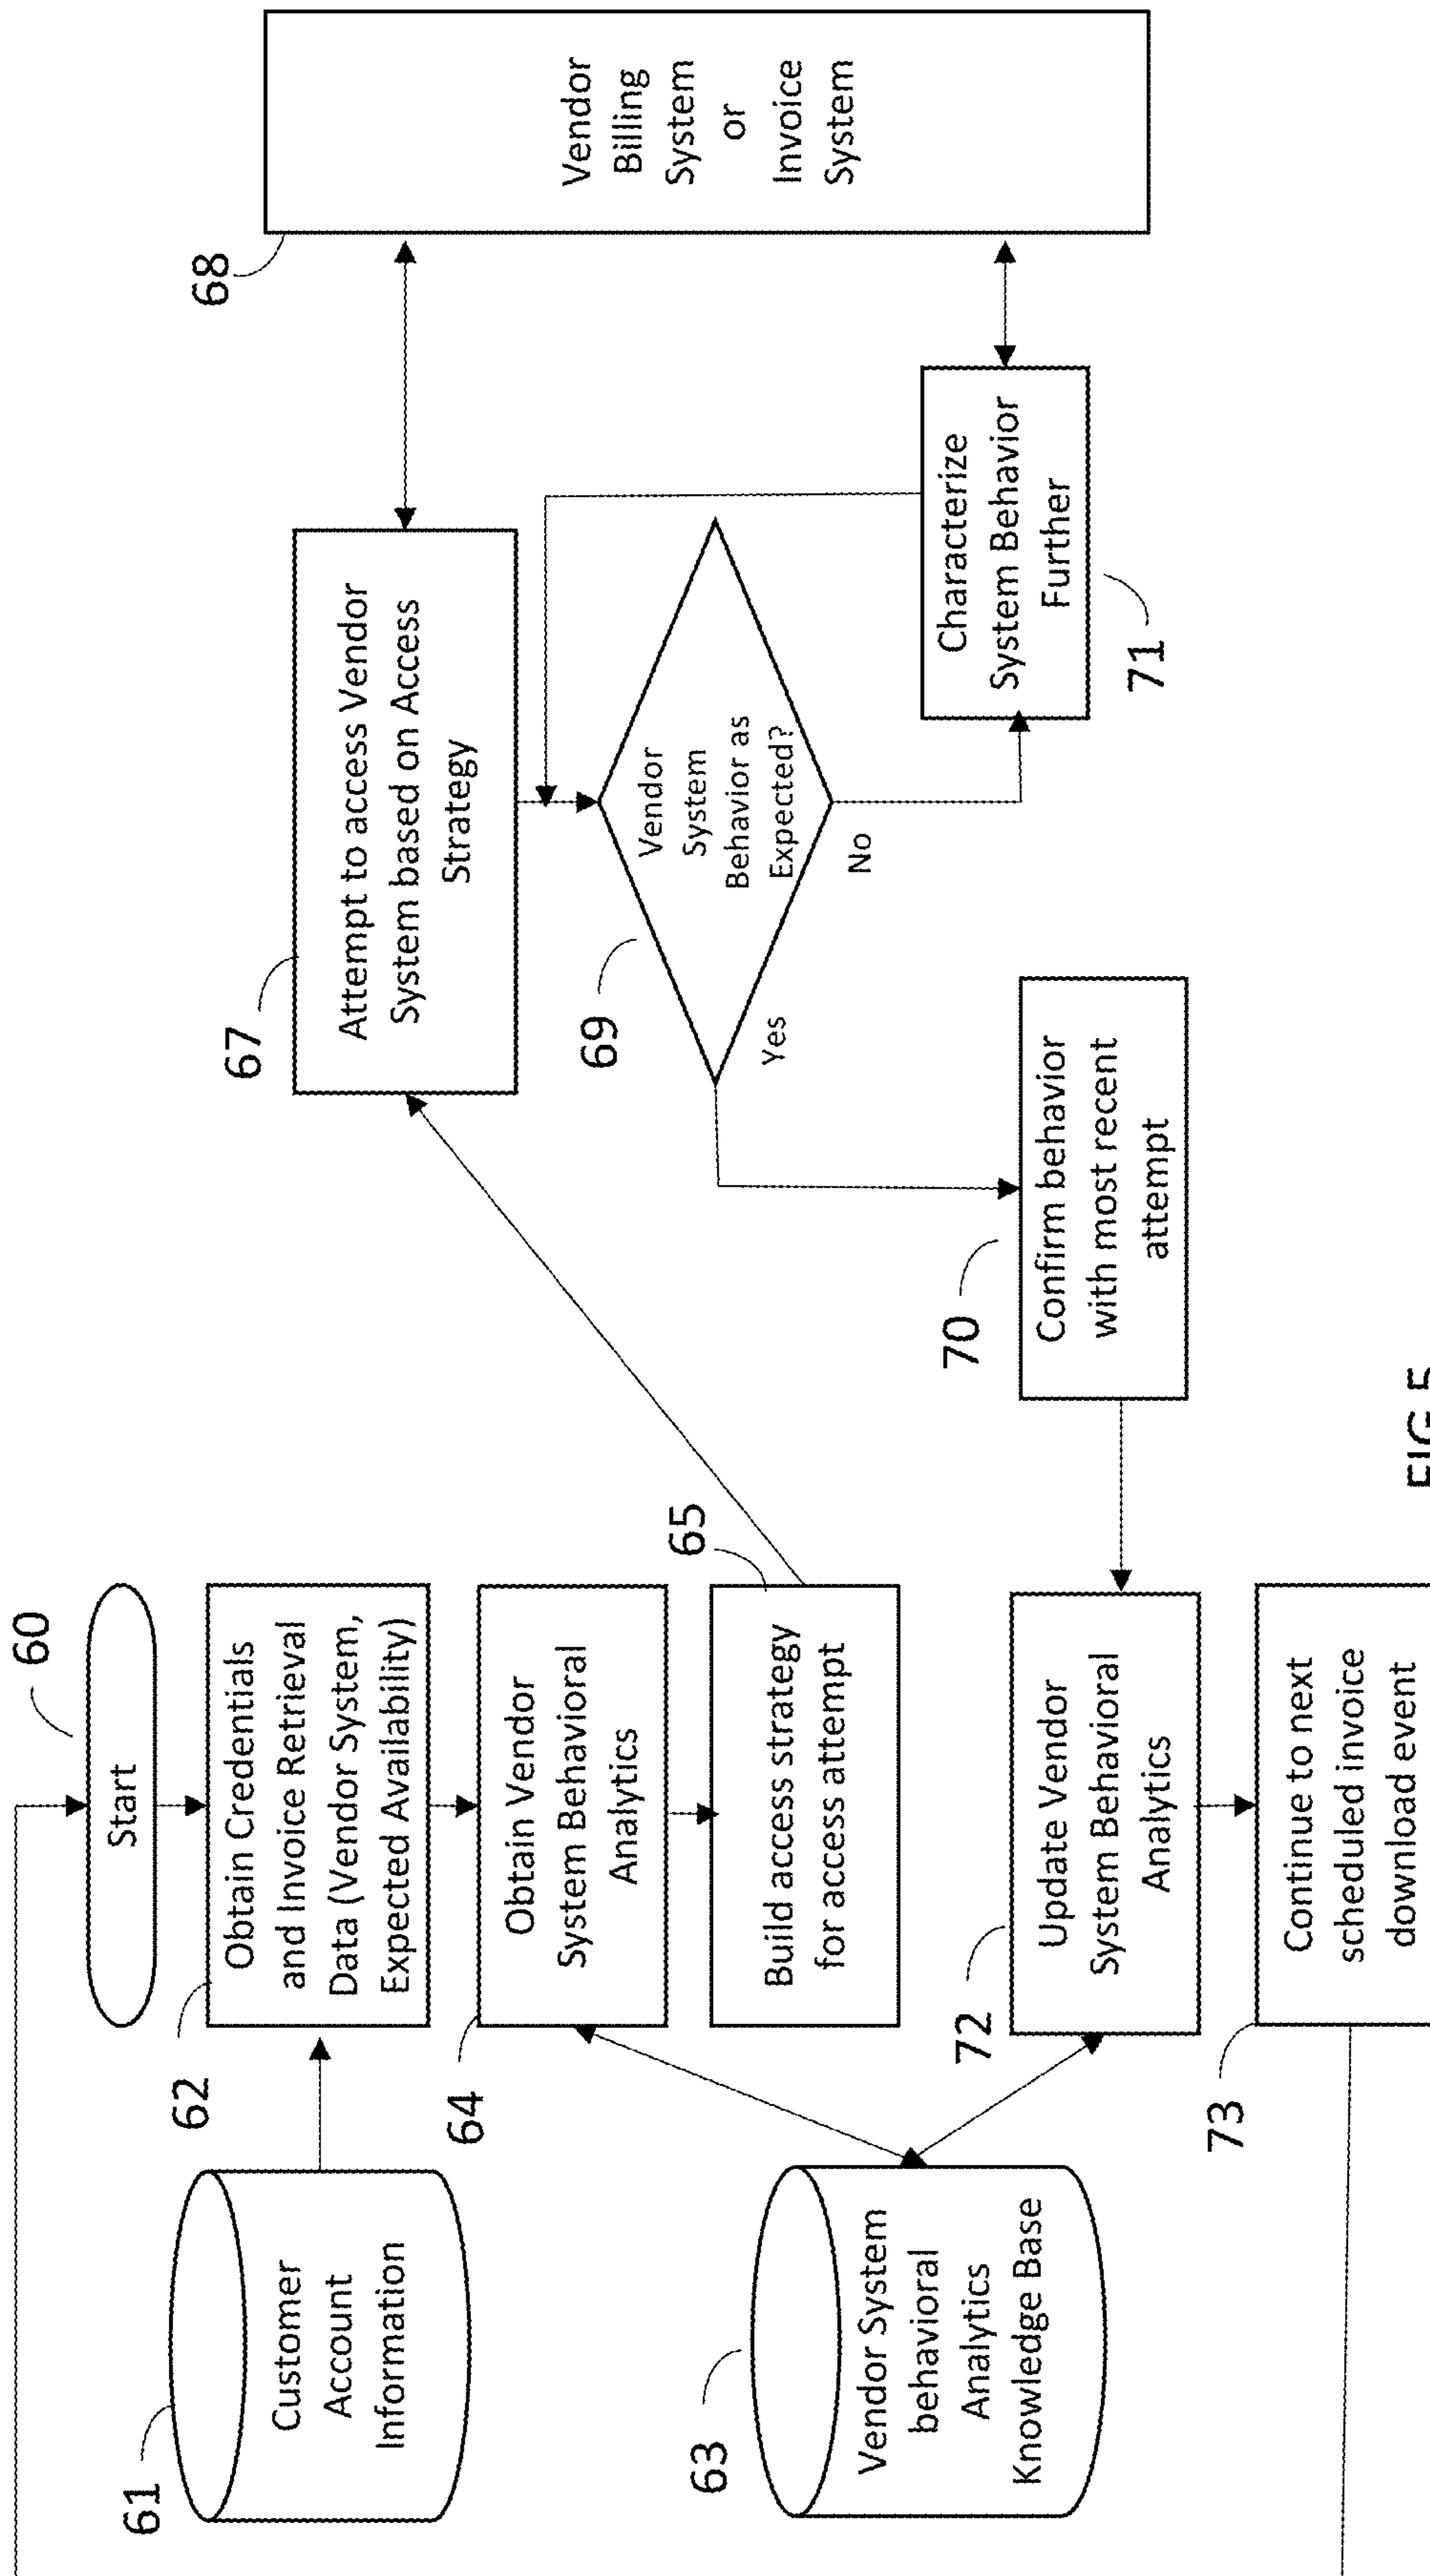 60
Start
61
Customer
Account
Information
62
Obtain Credentials
and Invoice Retrieval
Data (Vendor System,
Expected Availability)
63
Vendor System
behavioral
Analytics
Knowledge Base
64
Obtain Vendor
System Behavioral
Analytics
65
Build access strategy
for access attempt
67
Attempt to access Vendor
System based on Access
Strategy
68
Vendor
Billing
System
or
Invoice
System
69
Vendor
System
Behavior as
Expected?
Yes
No
70
Confirm behavior
with most recent
attempt
71
Characterize
System Behavior
Further
72
Update Vendor
System Behavioral
Analytics
73
Continue to next
scheduled invoice
download event
FIG 5